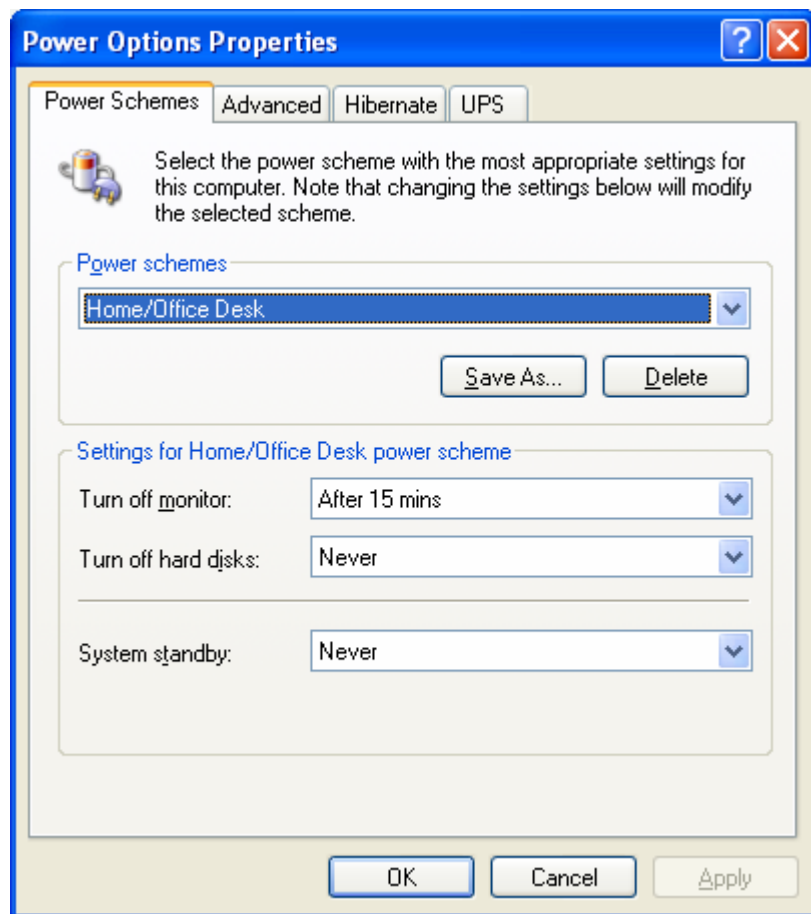 Power Options Properties
Power Schemes Advanced Hibernate UPS
Select the power scheme with the most appropriate settings for
this computer. Note that changing the settings below will modify
the selected scheme.
Power schemes
Home/Office Desk
Save As... Delete
Settings for Home/Office Desk power scheme
Turn off monitor: After 15 mins
Turn off hard disks: Never
System standby: Never
OK Cancel Apply